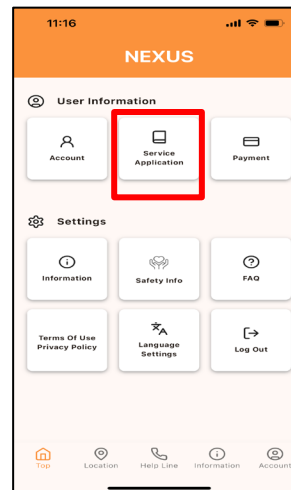 11:16
NEXUS
User Information
Account
Service
Application
Payment
Settings
Information
Safety Info
FAQ
Terms Of Use
Privacy Policy
Language
Settings
Log Out
Top
Location
Help Line
Information
Account